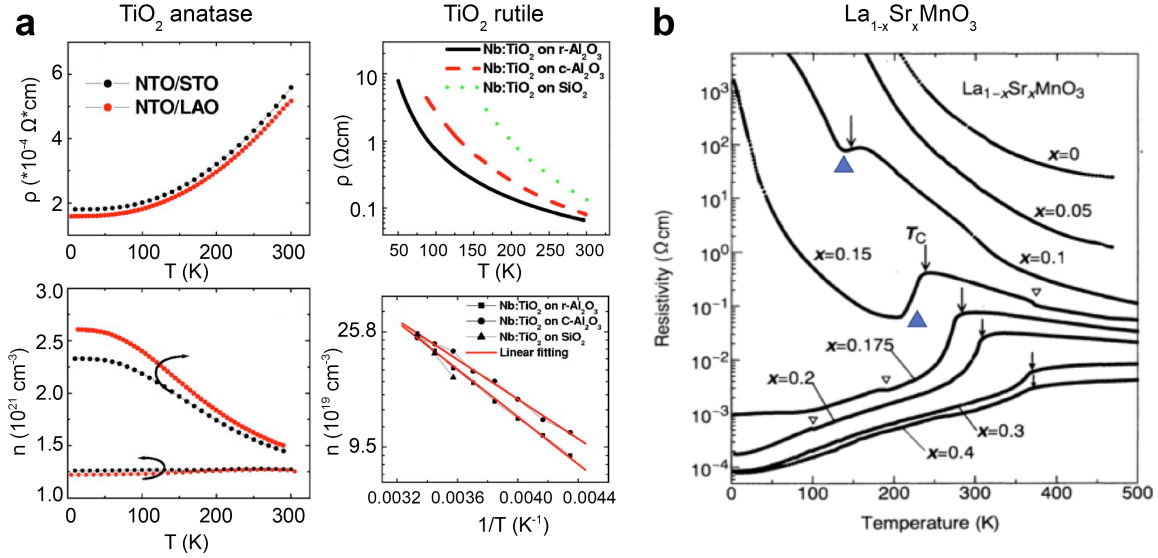 a
TiO2 anatase
TiO2 rutile
NTO/STO
NTO/LAO
ρ (*10-4 Ω*cm)
6
4
2
0
100
200
300
T (K)
Nb:TiO2 on r-Al2O3
Nb:TiO2 on c-Al2O3
Nb:TiO2 on SiO2
ρ (Ωcm)
10
1
0.1
50
100
150
200
250
300
T (K)
n (1021 cm-3)
3.0
2.5
2.0
1.5
1.0
0
100
200
300
T (K)
Nb:TiO2 on r-Al2O3
Nb:TiO2 on C-Al2O3
Nb:TiO2 on SiO2
Linear fitting
n (1019 cm-3)
25.8
9.5
0.0032
0.0036
0.0040
0.0044
1/T (K-1)
b
La1-xSrxMnO3
La1−xSrxMnO3
Resistivity (Ω cm)
103
102
101
100
10−1
10−2
10−3
10−4
x=0
x=0.05
x=0.1
TC
x=0.15
x=0.175
x=0.2
x=0.3
x=0.4
0
100
200
300
400
500
Temperature (K)